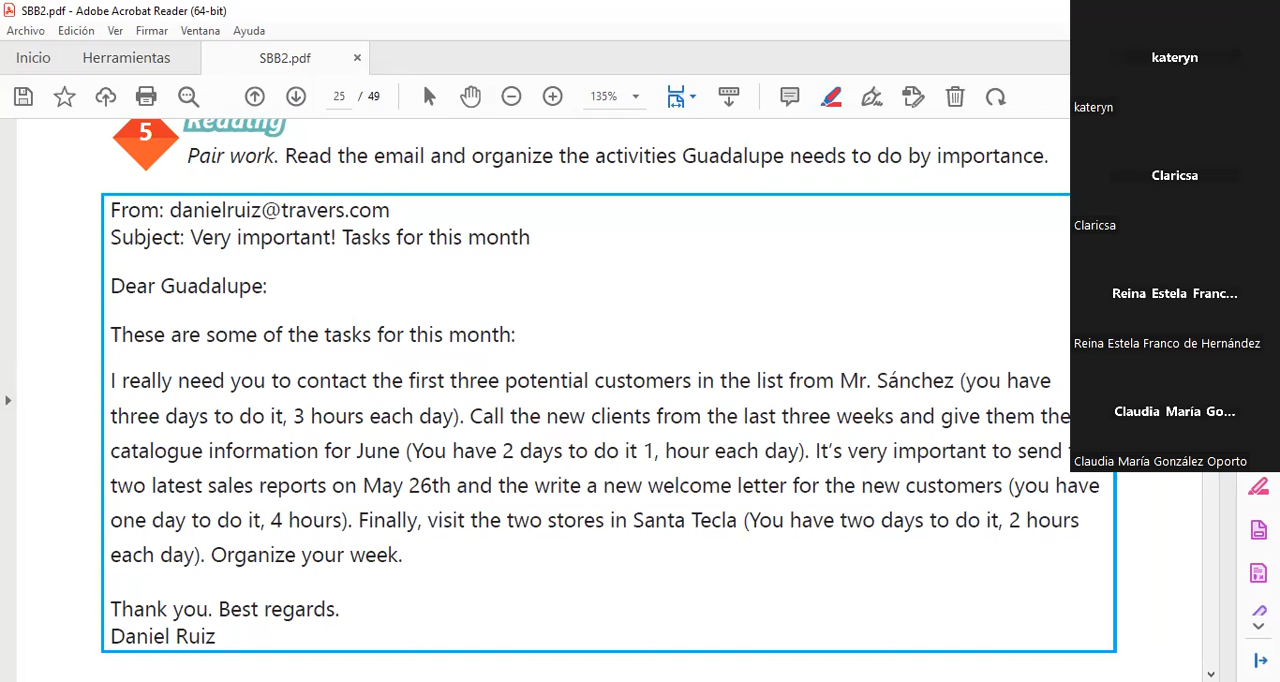 SBB2.pdf - Adobe Acrobat Reader (64-bit)
Archivo Edición Ver Firmar Ventana Ayuda
Inicio Herramientas SBB2.pdf ×
25 / 49 135%
5 Reading
Pair work. Read the email and organize the activities Guadalupe needs to do by importance.
From: danielruiz@travers.com
Subject: Very important! Tasks for this month
Dear Guadalupe:
These are some of the tasks for this month:
I really need you to contact the first three potential customers in the list from Mr. Sánchez (you have
three days to do it, 3 hours each day). Call the new clients from the last three weeks and give them the
catalogue information for June (You have 2 days to do it 1, hour each day). It's very important to send
two latest sales reports on May 26th and the write a new welcome letter for the new customers (you have
one day to do it, 4 hours). Finally, visit the two stores in Santa Tecla (You have two days to do it, 2 hours
each day). Organize your week.
Thank you. Best regards.
Daniel Ruiz
kateryn
kateryn
Claricsa
Claricsa
Reina Estela Franc...
Reina Estela Franco de Hernández
Claudia María Go...
Claudia María González Oporto